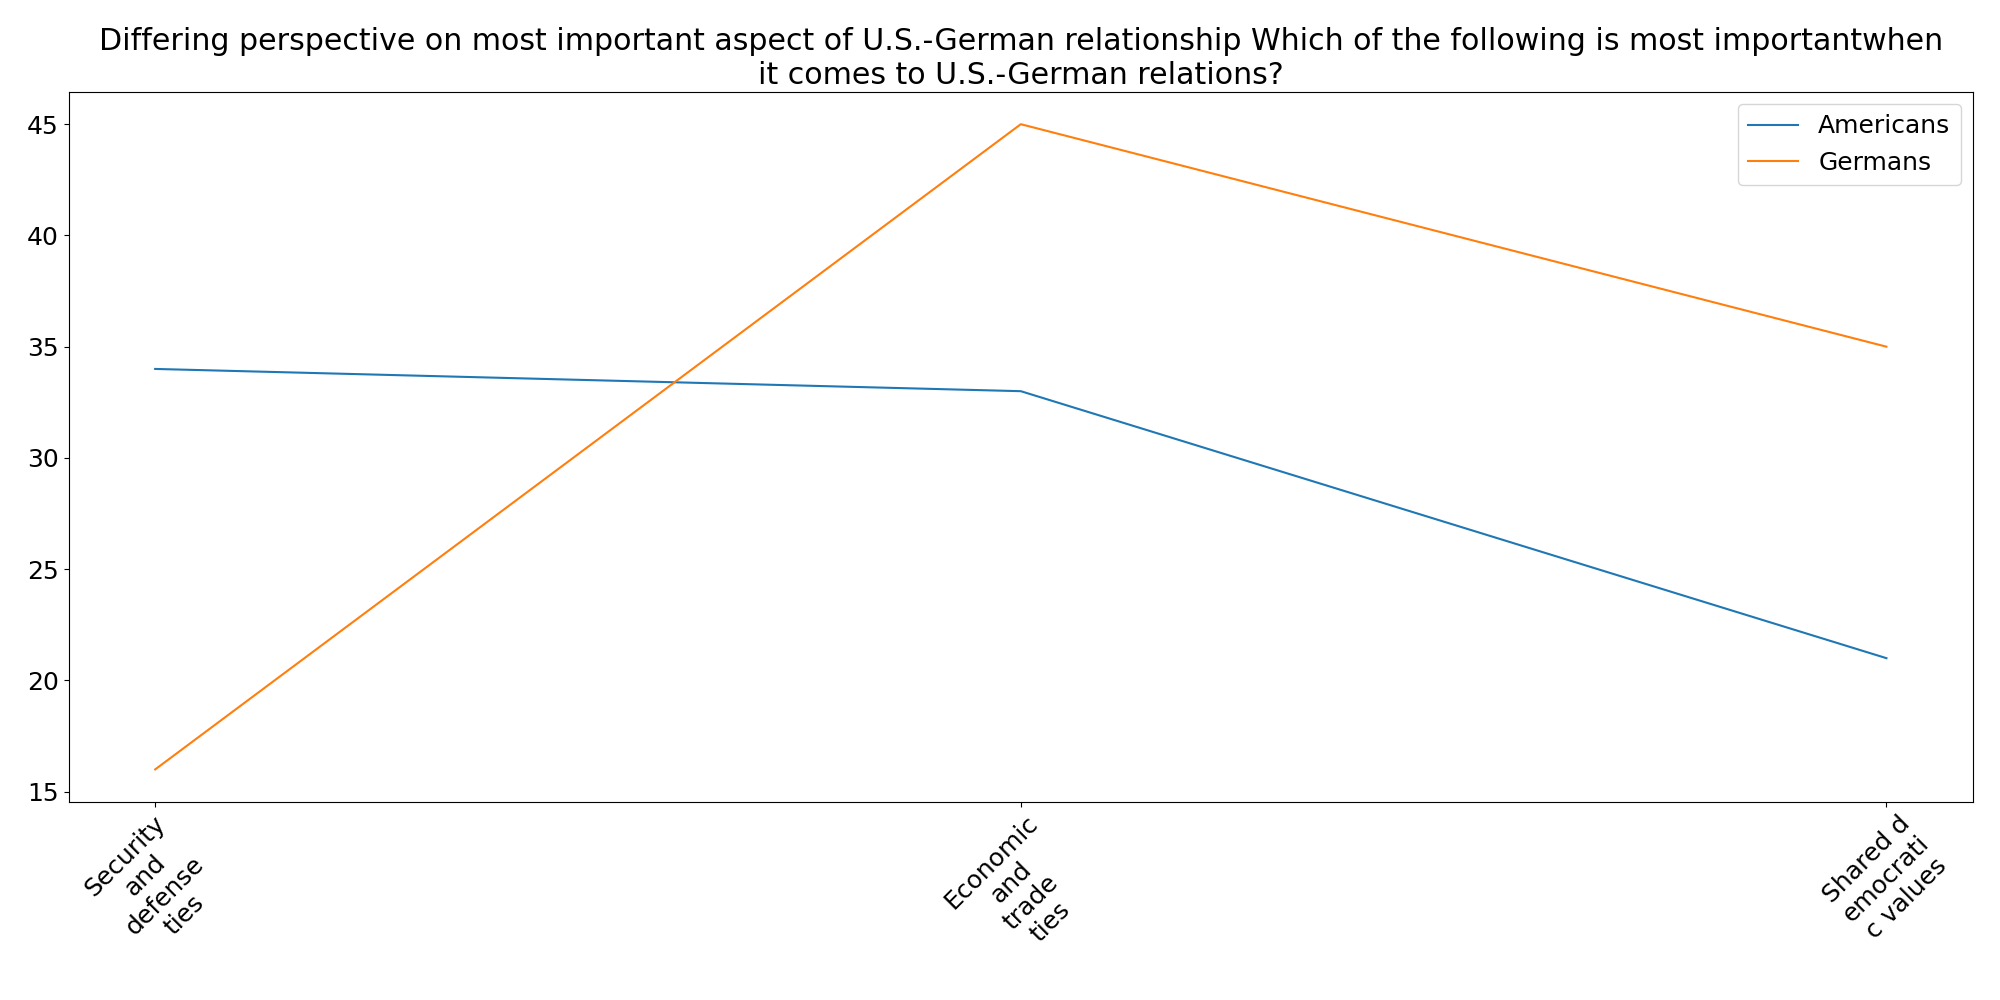 Differing perspective on most important aspect of U.S.-German relationship Which of the following is most importantwhen
it comes to U.S.-German relations?
Americans
Germans
45
40
35
30
25
20
15
Security
and
defense
ties
Economic
and
trade
ties
Shared d
emocrati
c values